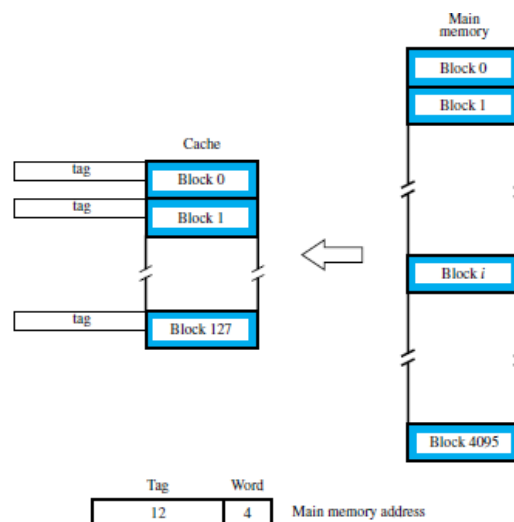 Main
memory
Block 0
Block 1
Cache
tag
Block 0
tag
Block 1
Block i
tag
Block 127
Block 4095
Tag Word
12 4 Main memory address